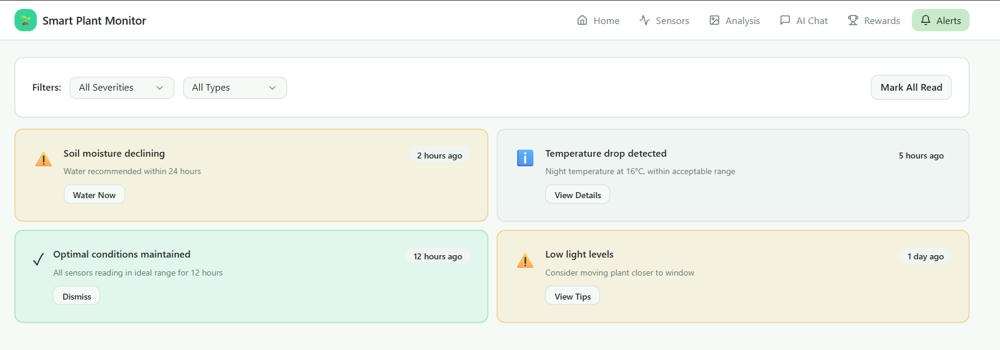 Smart Plant Monitor
Home
Sensors
Analysis
AI Chat
Rewards
Alerts
Filters:
All Severities
All Types
Mark All Read
Soil moisture declining
2 hours ago
Water recommended within 24 hours
Water Now
Temperature drop detected
5 hours ago
Night temperature at 16°C, within acceptable range
View Details
Optimal conditions maintained
12 hours ago
All sensors reading in ideal range for 12 hours
Dismiss
Low light levels
1 day ago
Consider moving plant closer to window
View Tips